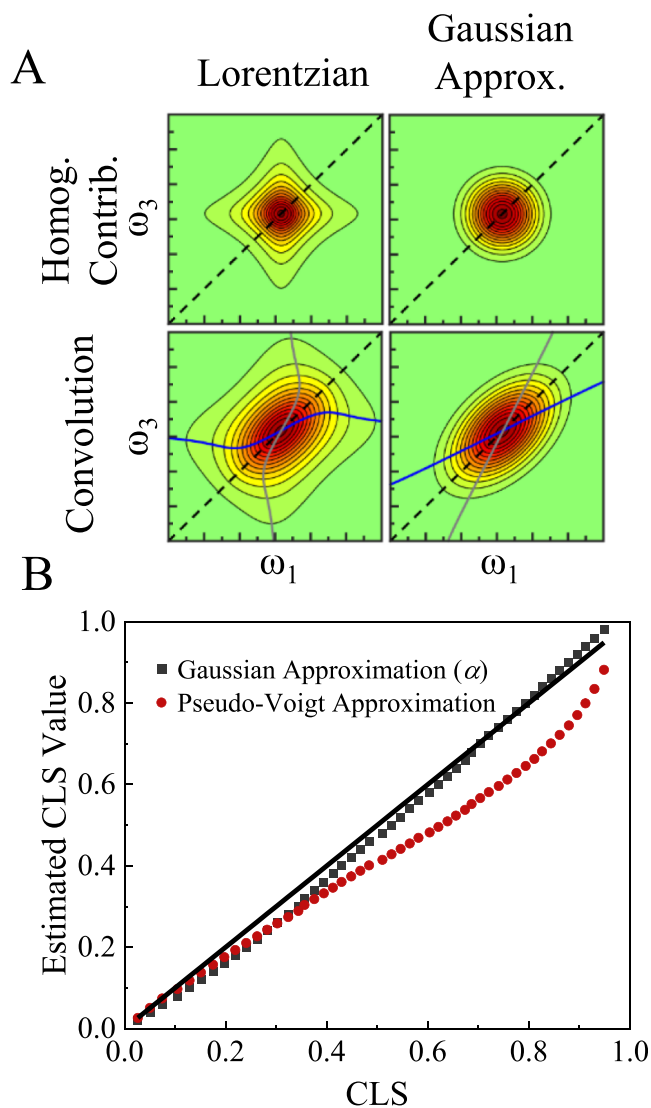 A
Lorentzian
Gaussian
Approx.
Homog.
Contrib.
ω3
Convolution
ω3
ω1
ω1
B
Estimated CLS Value
1.0
0.8
0.6
0.4
0.2
0.0
Gaussian Approximation (α)
Pseudo-Voigt Approximation
0.0 0.2 0.4 0.6 0.8 1.0
CLS